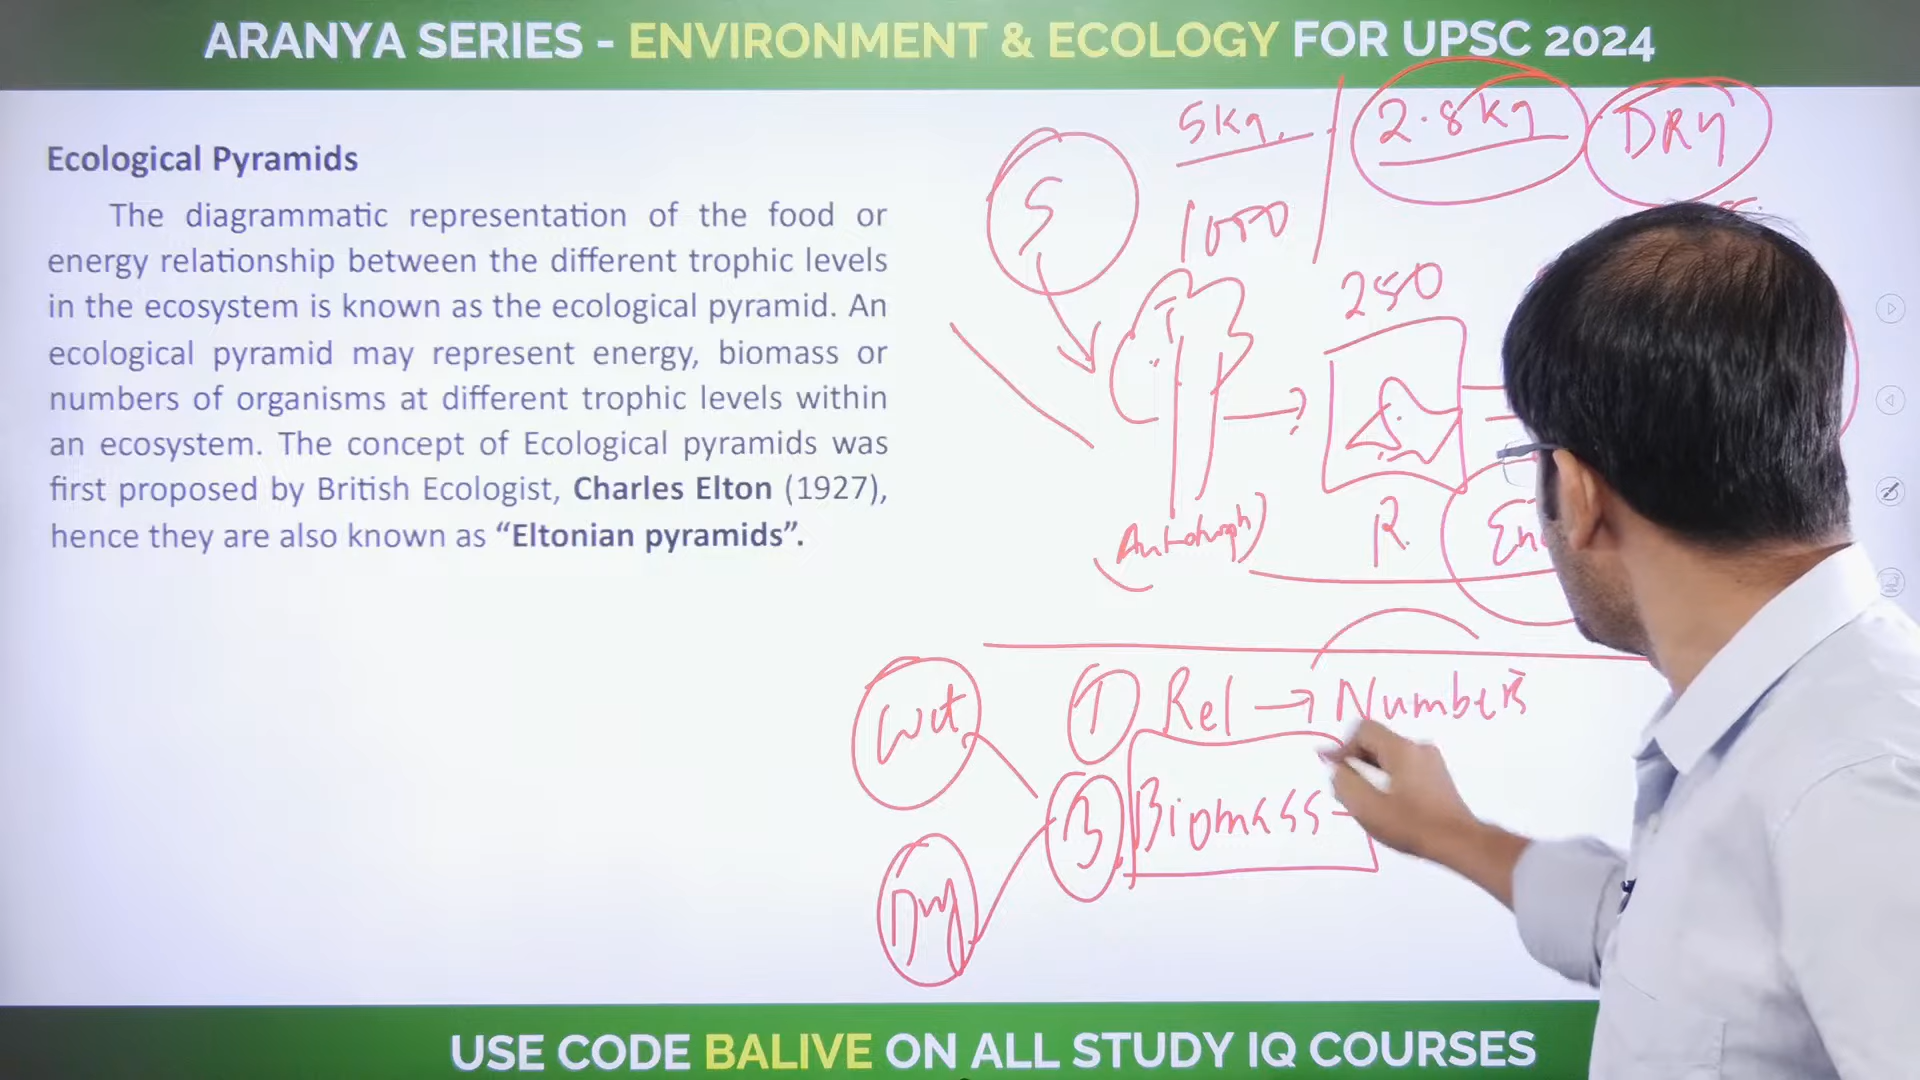 ARANYA SERIES - ENVIRONMENT & ECOLOGY FOR UPSC 2024
Ecological Pyramids
The diagrammatic representation of the food or
energy relationship between the different trophic levels
in the ecosystem is known as the ecological pyramid. An
ecological pyramid may represent energy, biomass or
numbers of organisms at different trophic levels within
an ecosystem. The concept of Ecological pyramids was
first proposed by British Ecologist, Charles Elton (1927),
hence they are also known as “Eltonian pyramids”.
5kg
2.8kg
DRY
S
1000
250
T
R
Wet
1 Rel → Numbers
Biomass
Dry
USE CODE BALIVE ON ALL STUDY IQ COURSES